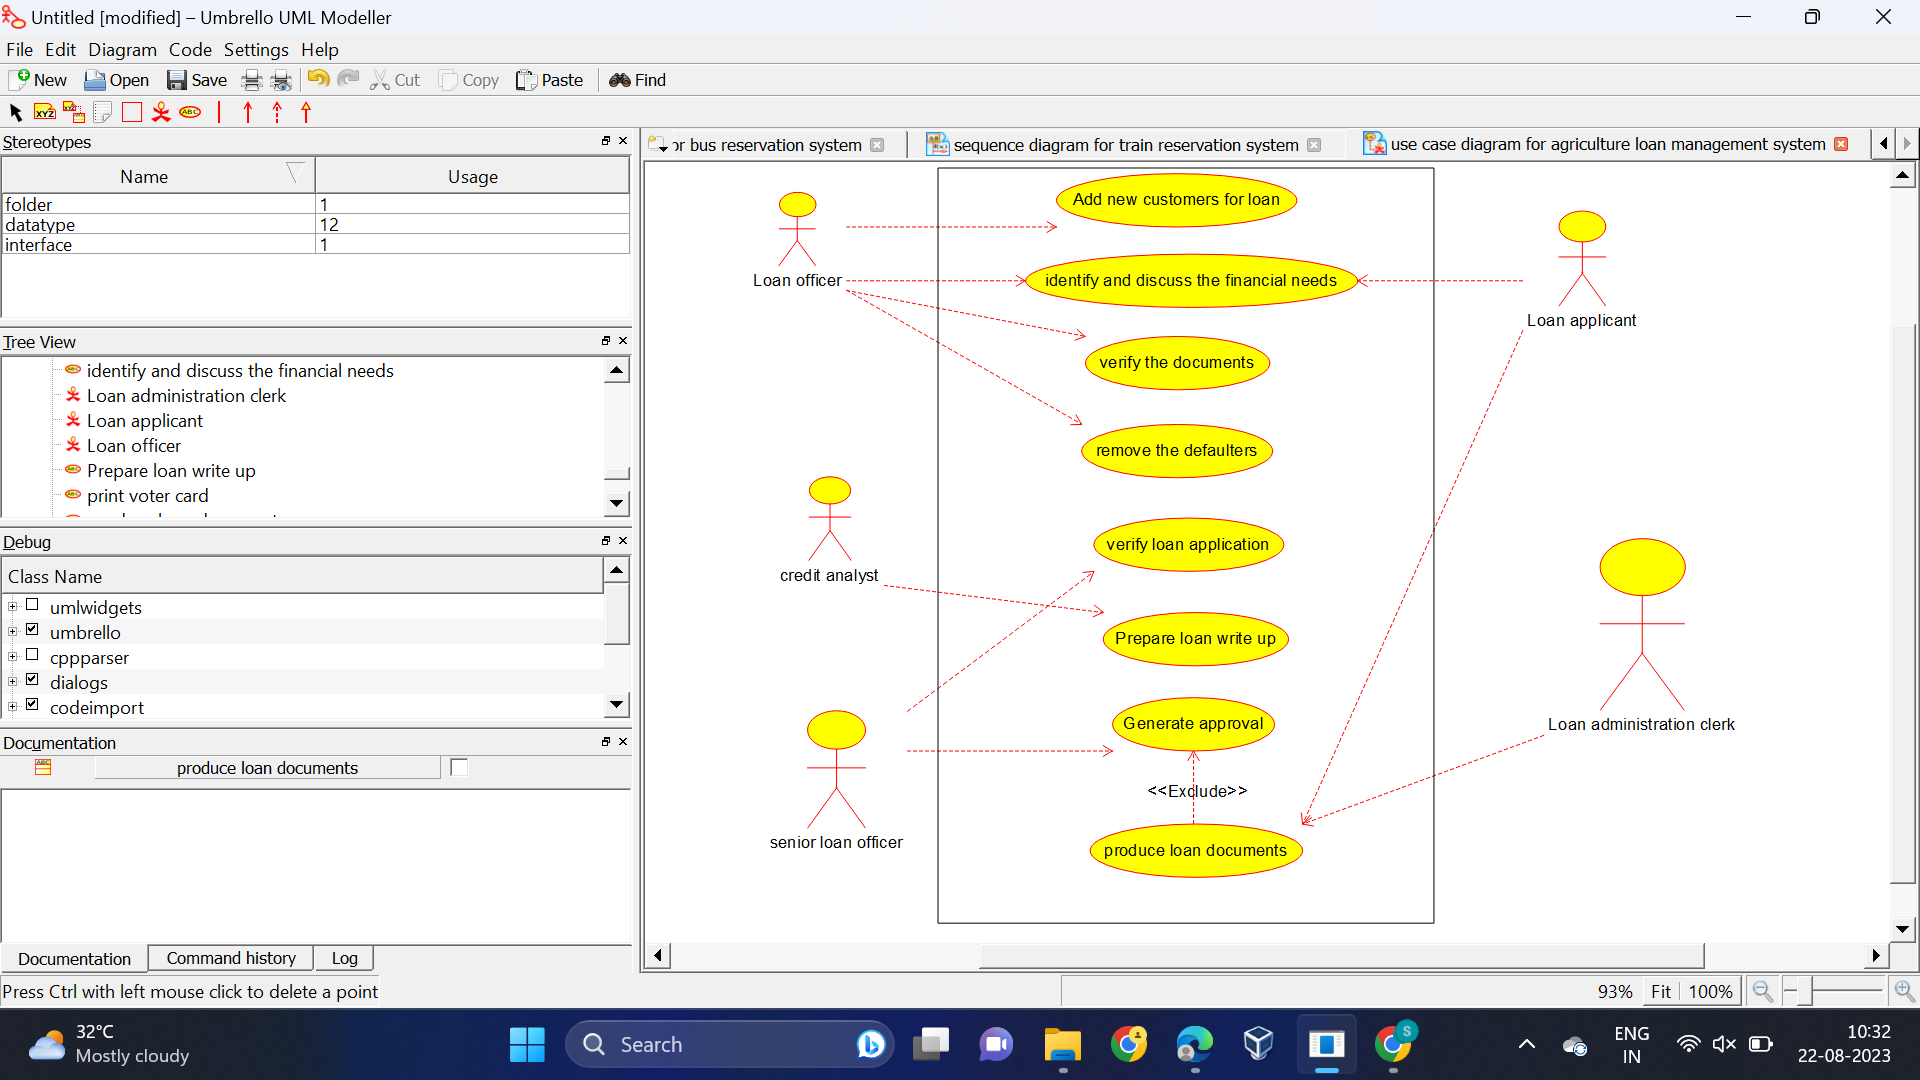 Untitled [modified] – Umbrello UML Modeller
File Edit Diagram Code Settings Help
New Open Save Cut Copy Paste Find
XYZ XYZ ABC
Stereotypes
Name Usage
folder 1
datatype 12
interface 1
Tree View
identify and discuss the financial needs
Loan administration clerk
Loan applicant
Loan officer
Prepare loan write up
print voter card
Debug
Class Name
umlwidgets
umbrello
cppparser
dialogs
codeimport
Documentation
produce loan documents
Documentation Command history Log
Press Ctrl with left mouse click to delete a point
or bus reservation system
sequence diagram for train reservation system
use case diagram for agriculture loan management system
Add new customers for loan
Loan officer
identify and discuss the financial needs
Loan applicant
verify the documents
remove the defaulters
verify loan application
credit analyst
Prepare loan write up
Generate approval
Loan administration clerk
<<Exclude>>
senior loan officer
produce loan documents
93% Fit 100%
32°C
Mostly cloudy
Search
S
ENG
IN
10:32
22-08-2023